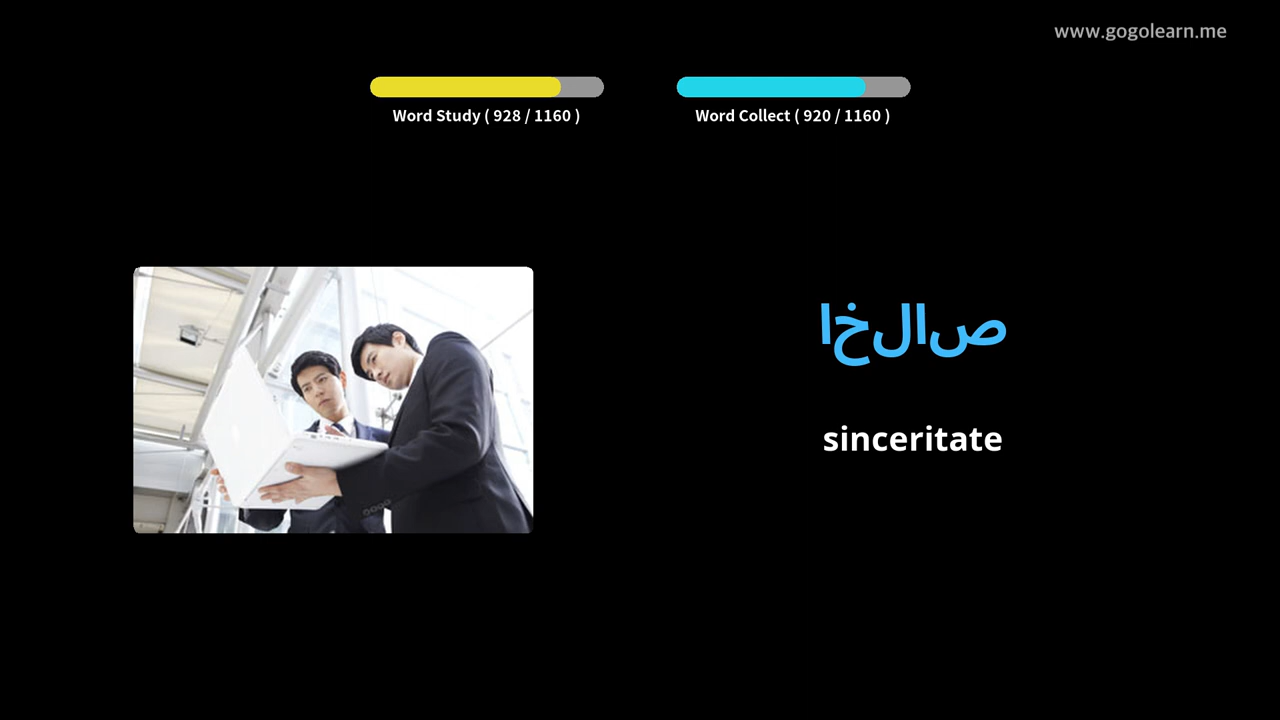 www.gogolearn.me
Word Study ( 928 / 1160 )
Word Collect ( 920 / 1160 )
اخلاص
sinceritate